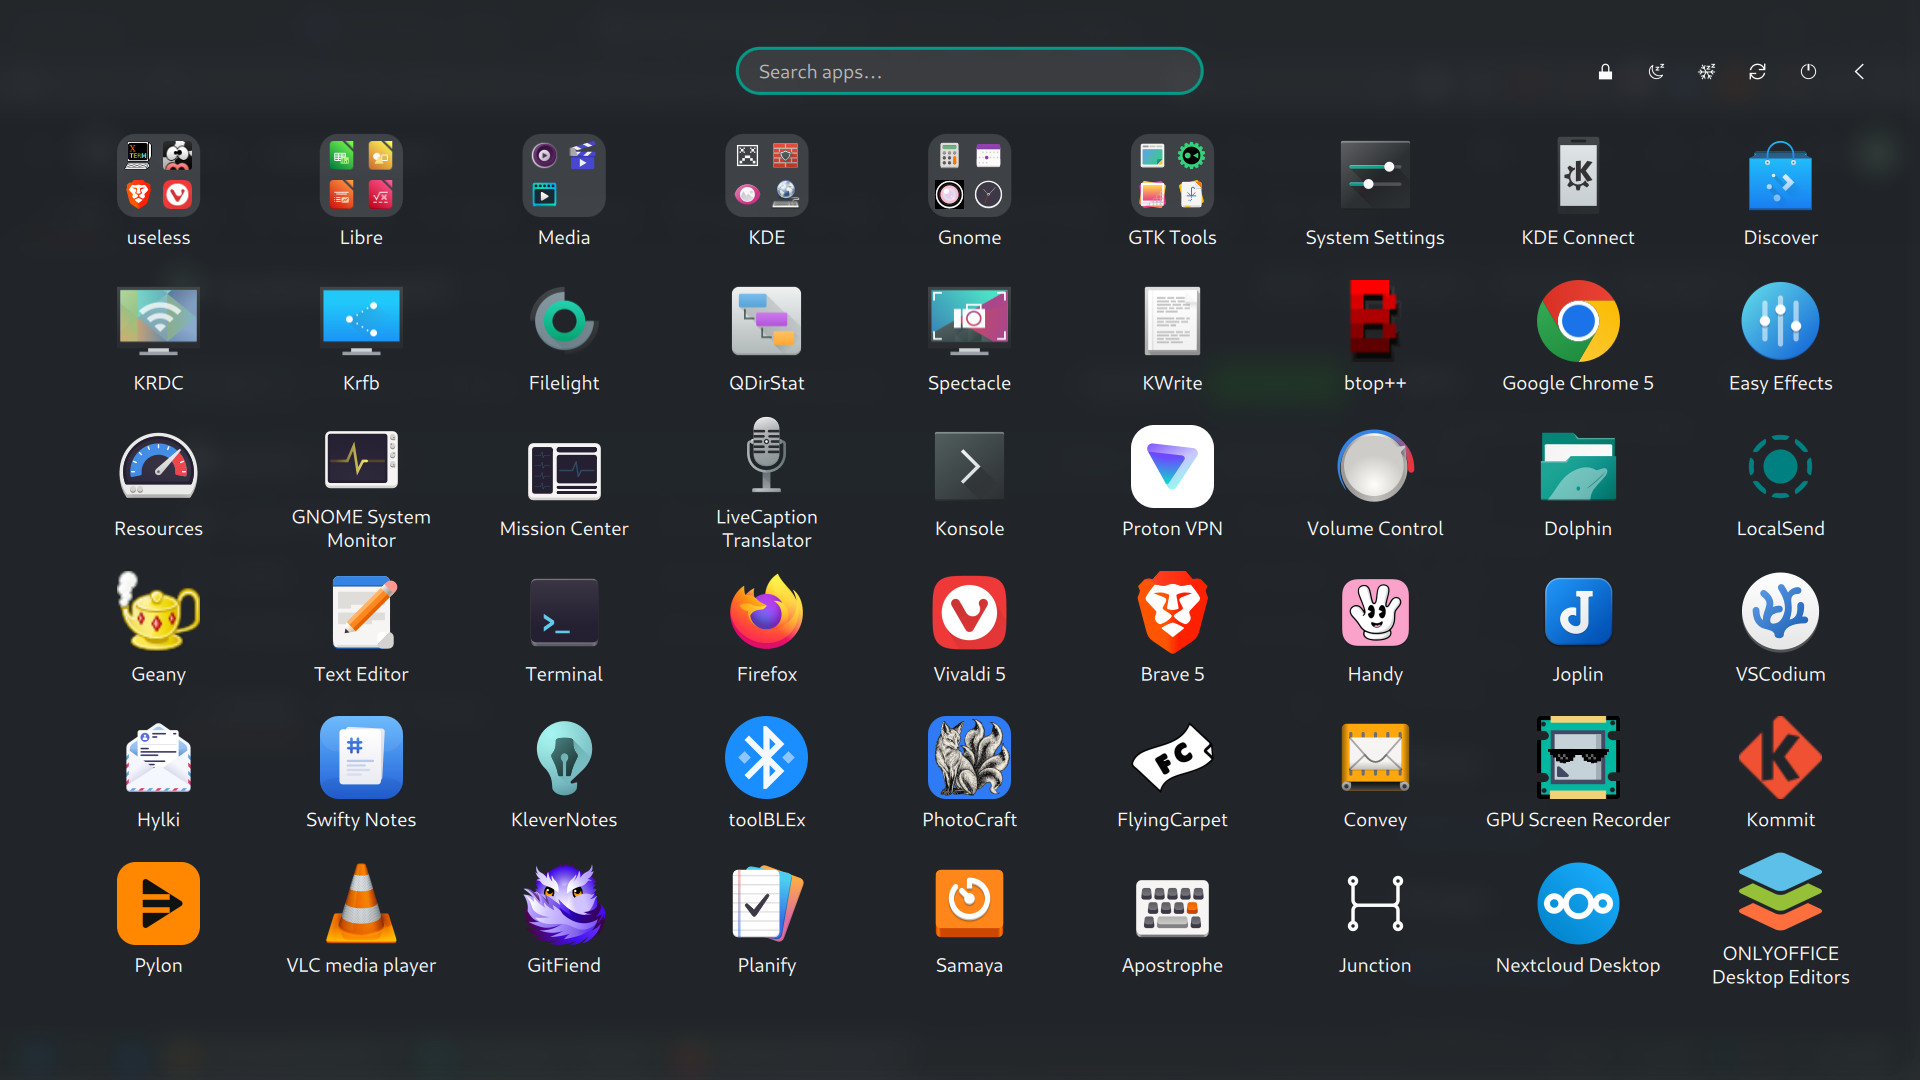 Search apps...
useless
Libre
Media
KDE
Gnome
GTK Tools
System Settings
KDE Connect
Discover
KRDC
Krfb
Filelight
QDirStat
Spectacle
KWrite
btop++
Google Chrome 5
Easy Effects
Resources
GNOME System
Monitor
Mission Center
LiveCaption
Translator
Konsole
Proton VPN
Volume Control
Dolphin
LocalSend
Geany
Text Editor
Terminal
Firefox
Vivaldi 5
Brave 5
Handy
Joplin
VSCodium
Hylki
Swifty Notes
KleverNotes
toolBLEx
PhotoCraft
FC
FlyingCarpet
Convey
GPU Screen Recorder
Kommit
Pylon
VLC media player
GitFiend
Planify
Samaya
Apostrophe
Junction
Nextcloud Desktop
ONLYOFFICE
Desktop Editors